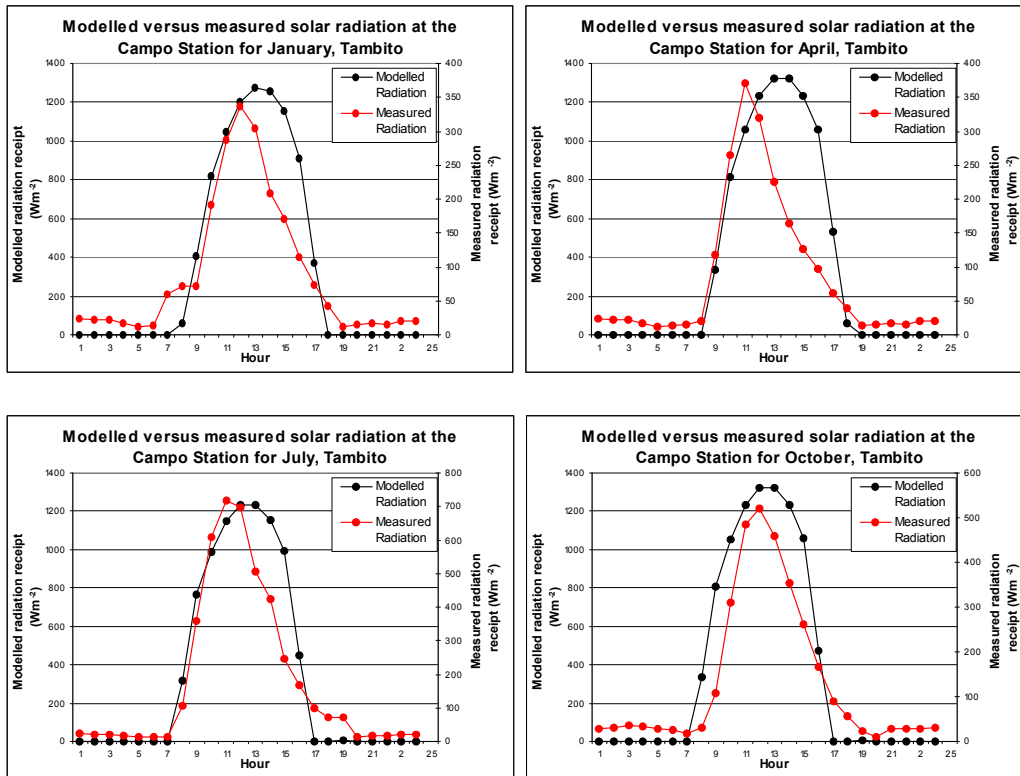 Modelled versus measured solar radiation at the
Campo Station for January, Tambito
Modelled radiation receipt
(Wm⁻²)
1400
1200
1000
800
600
400
200
0
400
350
300
250
200
150
100
50
0
Measured radiation
receipt (Wm⁻²)
Modelled
Radiation
Measured
Radiation
1 3 5 7 9 11 13 15 17 19 21 2 25
Hour
Modelled versus measured solar radiation at the
Campo Station for April, Tambito
Modelled radiation receipt
(Wm⁻²)
1400
1200
1000
800
600
400
200
0
400
350
300
250
200
150
100
50
0
Measured radiation
receipt (Wm⁻²)
Modelled
Radiation
Measured
Radiation
1 3 5 7 9 11 13 15 17 19 21 2 25
Hour
Modelled versus measured solar radiation at the
Campo Station for July, Tambito
Modelled radiation receipt
(Wm⁻²)
1400
1200
1000
800
600
400
200
0
800
700
600
500
400
300
200
100
0
Measured radiation
receipt (Wm⁻²)
Modelled
Radiation
Measured
Radiation
1 3 5 7 9 11 13 15 17 19 21 2 25
Hour
Modelled versus measured solar radiation at the
Campo Station for October, Tambito
Modelled radiation receipt
(Wm⁻²)
1400
1200
1000
800
600
400
200
0
600
500
400
300
200
100
0
Measured radiation
receipt (Wm⁻²)
Modelled
Radiation
Measured
Radiation
1 3 5 7 9 11 13 15 17 19 21 2 25
Hour